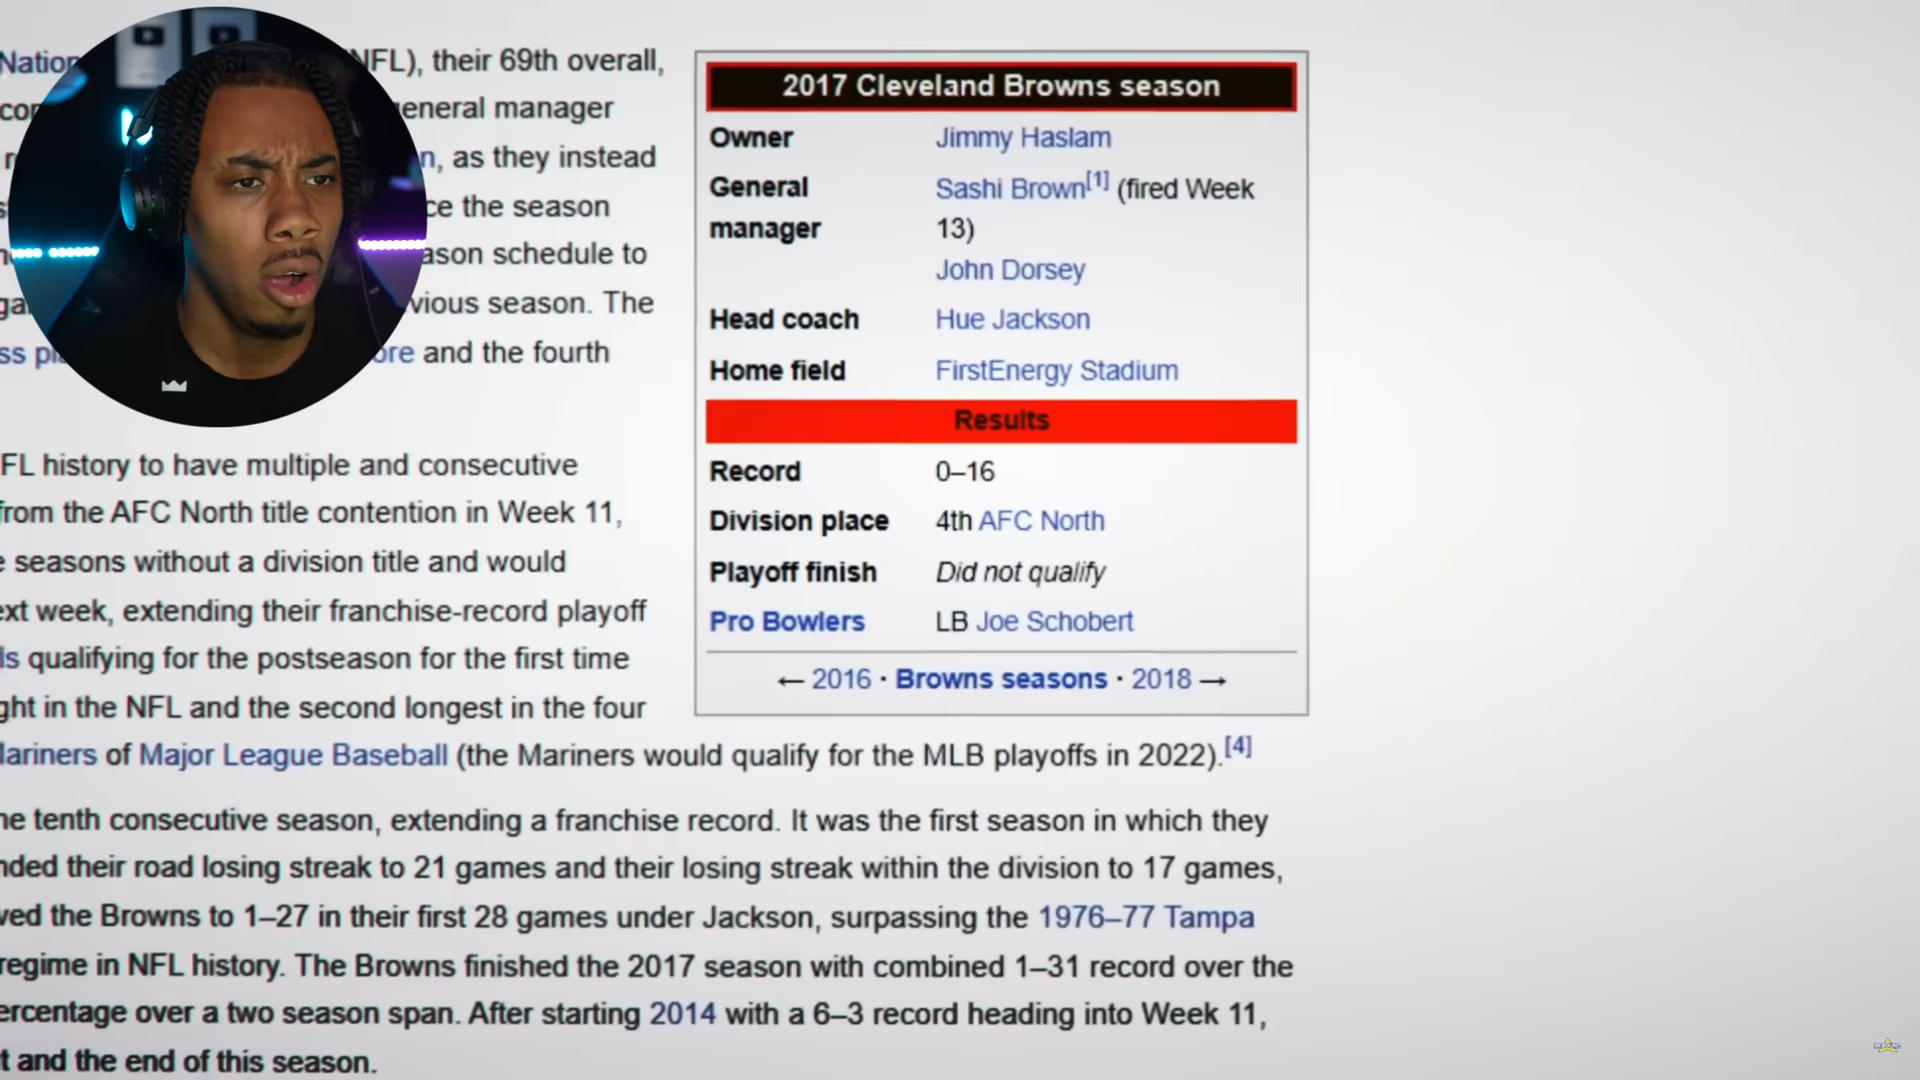 Nation
NFL), their 69th overall,
eneral manager
n, as they instead
ce the season
ason schedule to
vious season. The
ore and the fourth
FL history to have multiple and consecutive
from the AFC North title contention in Week 11,
e seasons without a division title and would
ext week, extending their franchise-record playoff
ls qualifying for the postseason for the first time
ght in the NFL and the second longest in the four
Mariners of Major League Baseball (the Mariners would qualify for the MLB playoffs in 2022).[4]
2017 Cleveland Browns season
Owner Jimmy Haslam
General manager Sashi Brown[1] (fired Week
13)
John Dorsey
Head coach Hue Jackson
Home field FirstEnergy Stadium
Results
Record 0–16
Division place 4th AFC North
Playoff finish Did not qualify
Pro Bowlers LB Joe Schobert
← 2016 · Browns seasons · 2018 →
he tenth consecutive season, extending a franchise record. It was the first season in which they
nded their road losing streak to 21 games and their losing streak within the division to 17 games,
ved the Browns to 1–27 in their first 28 games under Jackson, surpassing the 1976–77 Tampa
regime in NFL history. The Browns finished the 2017 season with combined 1–31 record over the
ercentage over a two season span. After starting 2014 with a 6–3 record heading into Week 11,
t and the end of this season.